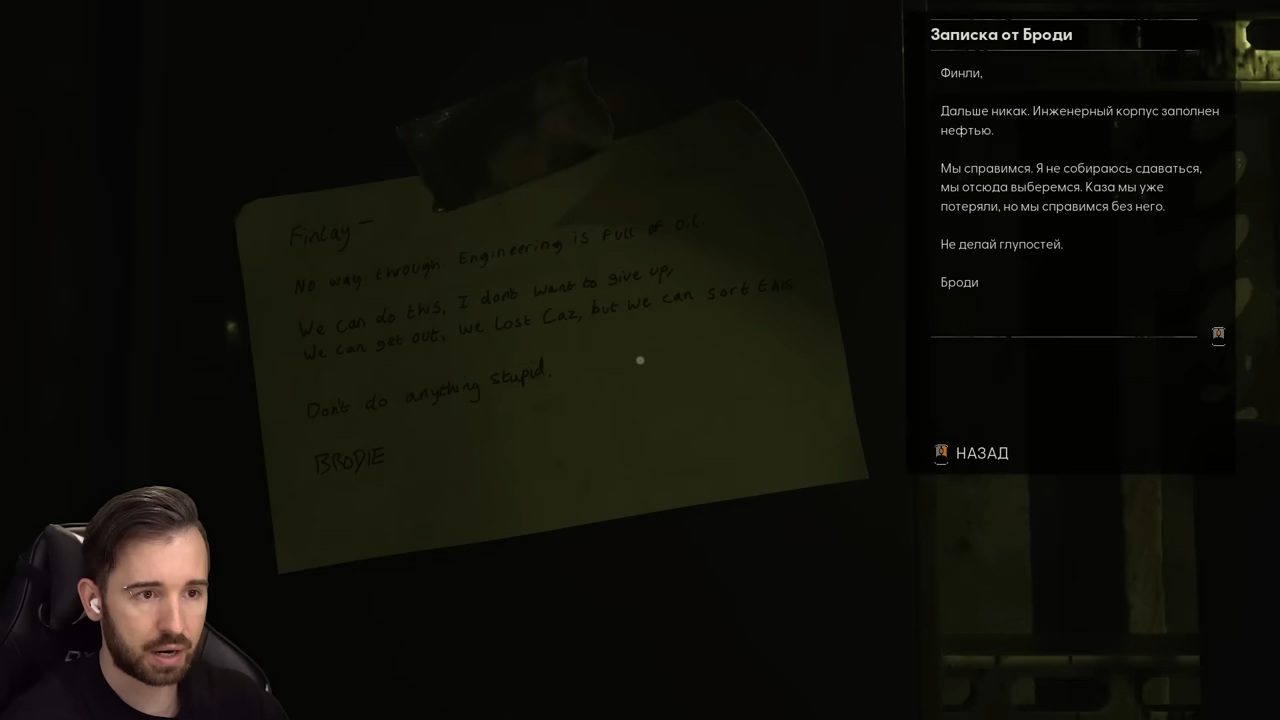 Finlay —
No way through. Engineering is full of oil.
We can do this, I don't want to give up,
We can get out, we lost Caz, but we can sort this
Don't do anything stupid.
BRODIE
Записка от Броди
Финли,
Дальше никак. Инженерный корпус заполнен
нефтью.
Мы справимся. Я не собираюсь сдаваться,
мы отсюда выберемся. Каза мы уже
потеряли, но мы справимся без него.
Не делай глупостей.
Броди
НАЗАД